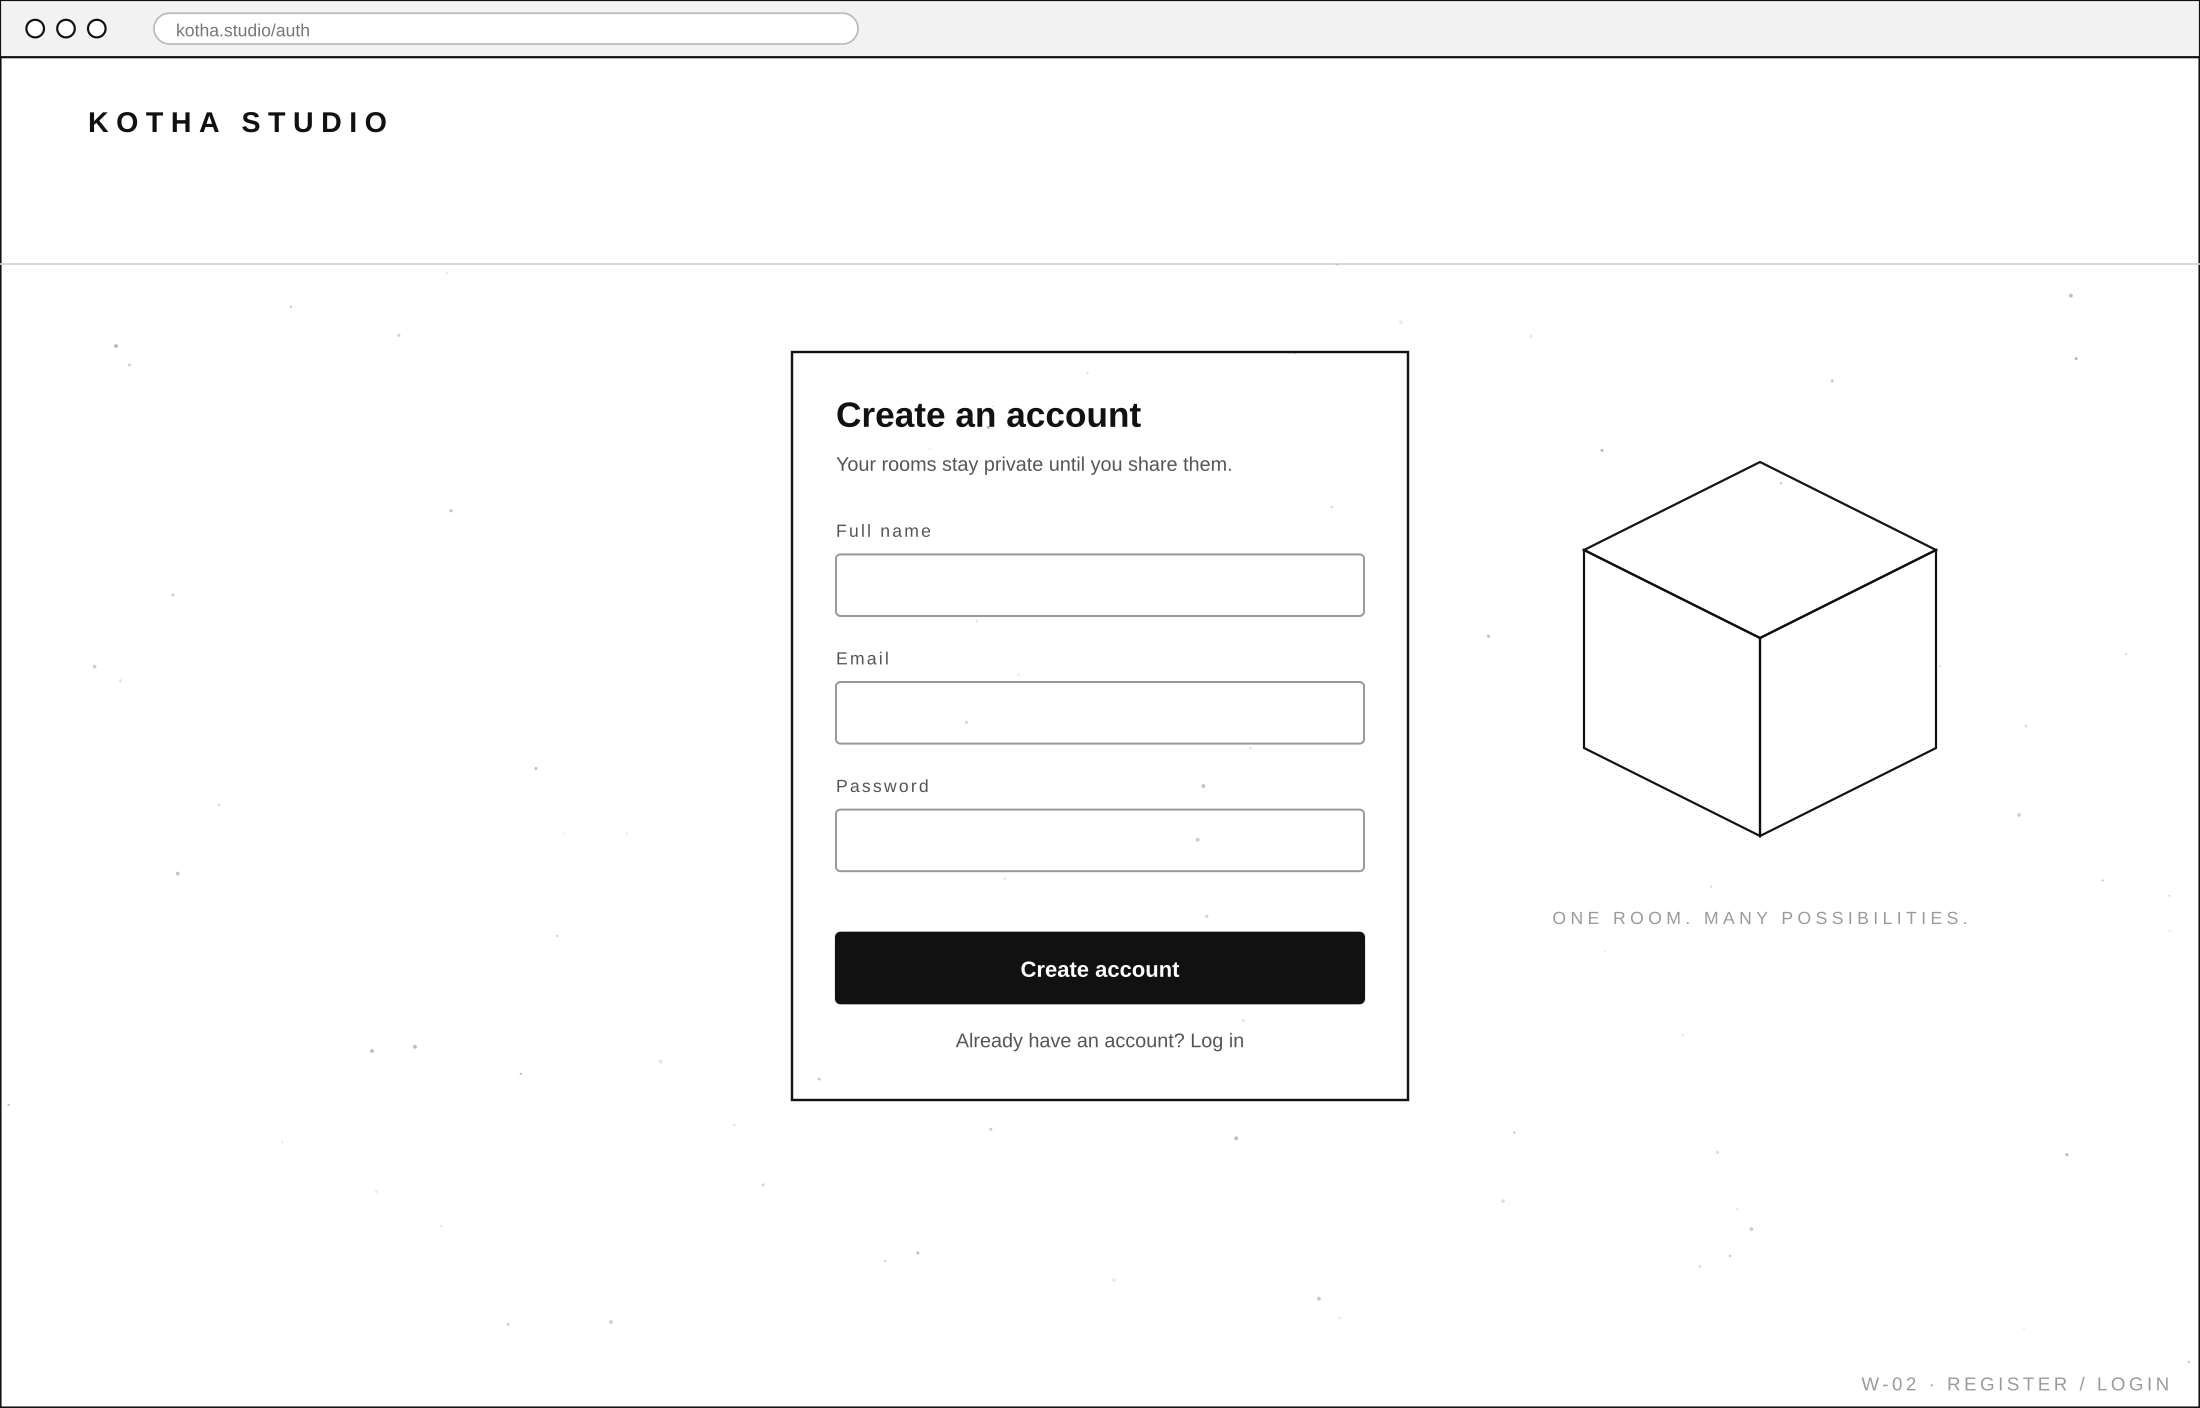 kotha.studio/auth
KOTHA STUDIO
Create an account
Your rooms stay private until you share them.
Full name
Email
Password
Create account
Already have an account? Log in
ONE ROOM. MANY POSSIBILITIES.
W-02 · REGISTER / LOGIN